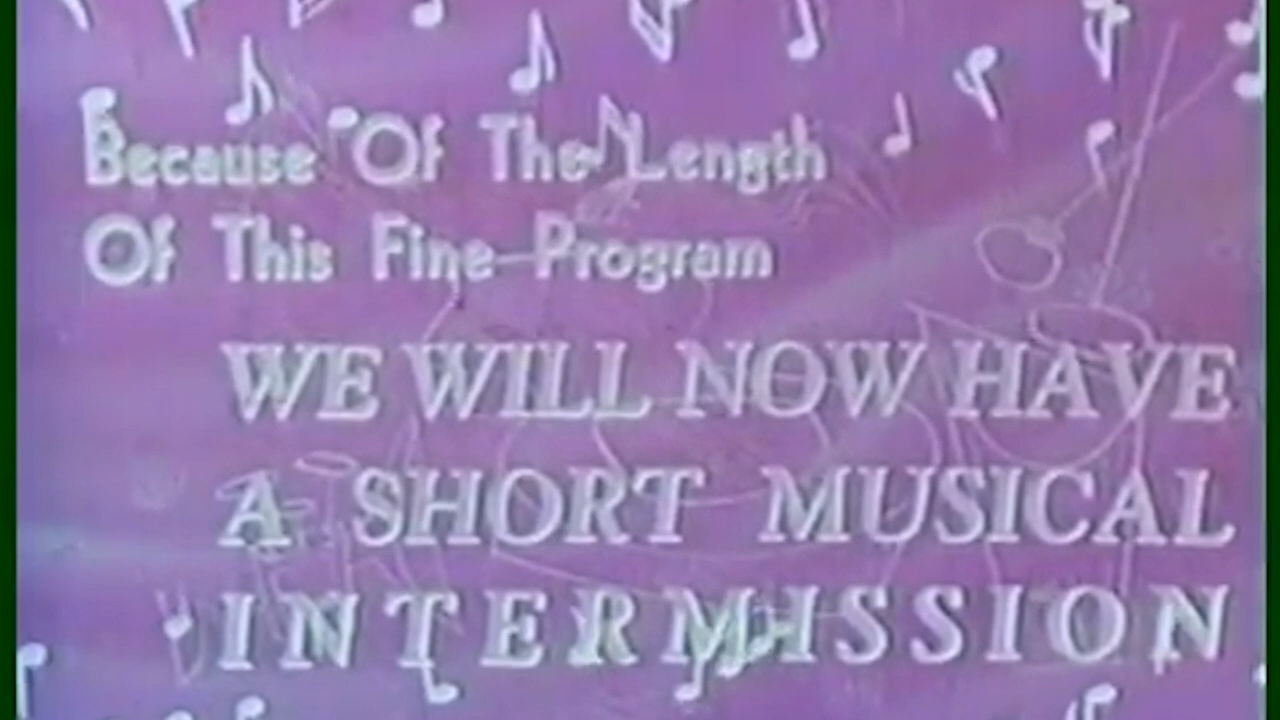 Because Of The Length
Of This Fine Program
WE WILL NOW HAVE
A SHORT MUSICAL
INTERMISSION